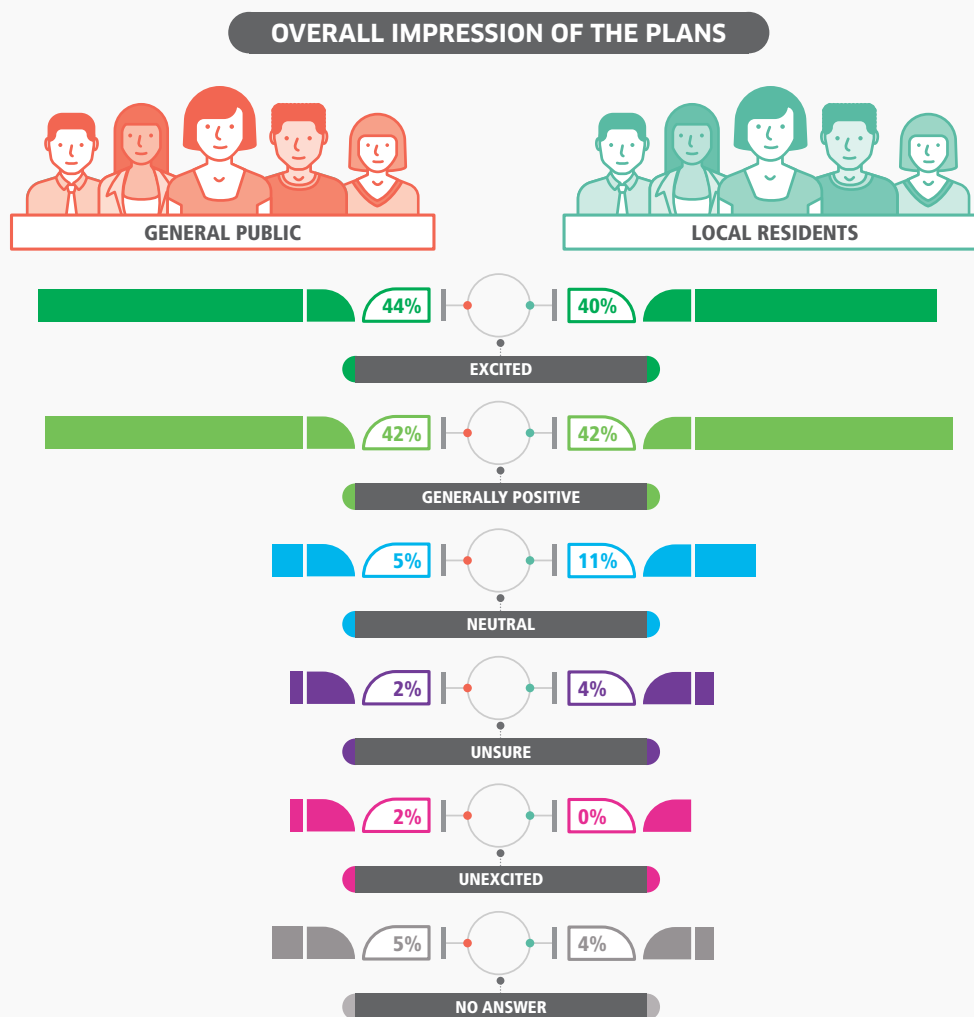 OVERALL IMPRESSION OF THE PLANS
GENERAL PUBLIC
LOCAL RESIDENTS
44%
40%
EXCITED
42%
42%
GENERALLY POSITIVE
5%
11%
NEUTRAL
2%
4%
UNSURE
2%
0%
UNEXCITED
5%
4%
NO ANSWER